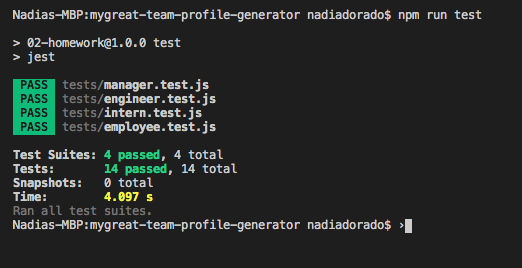 Nadias-MBP:mygreat-team-profile-generator nadiadorado$ npm run test
> 02-homework@1.0.0 test
> jest
PASS tests/manager.test.js
PASS tests/engineer.test.js
PASS tests/intern.test.js
PASS tests/employee.test.js
Test Suites: 4 passed, 4 total
Tests: 14 passed, 14 total
Snapshots: 0 total
Time: 4.097 s
Ran all test suites.
Nadias-MBP:mygreat-team-profile-generator nadiadorado$ ›